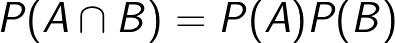 P(A ∩ B) = P(A)P(B)